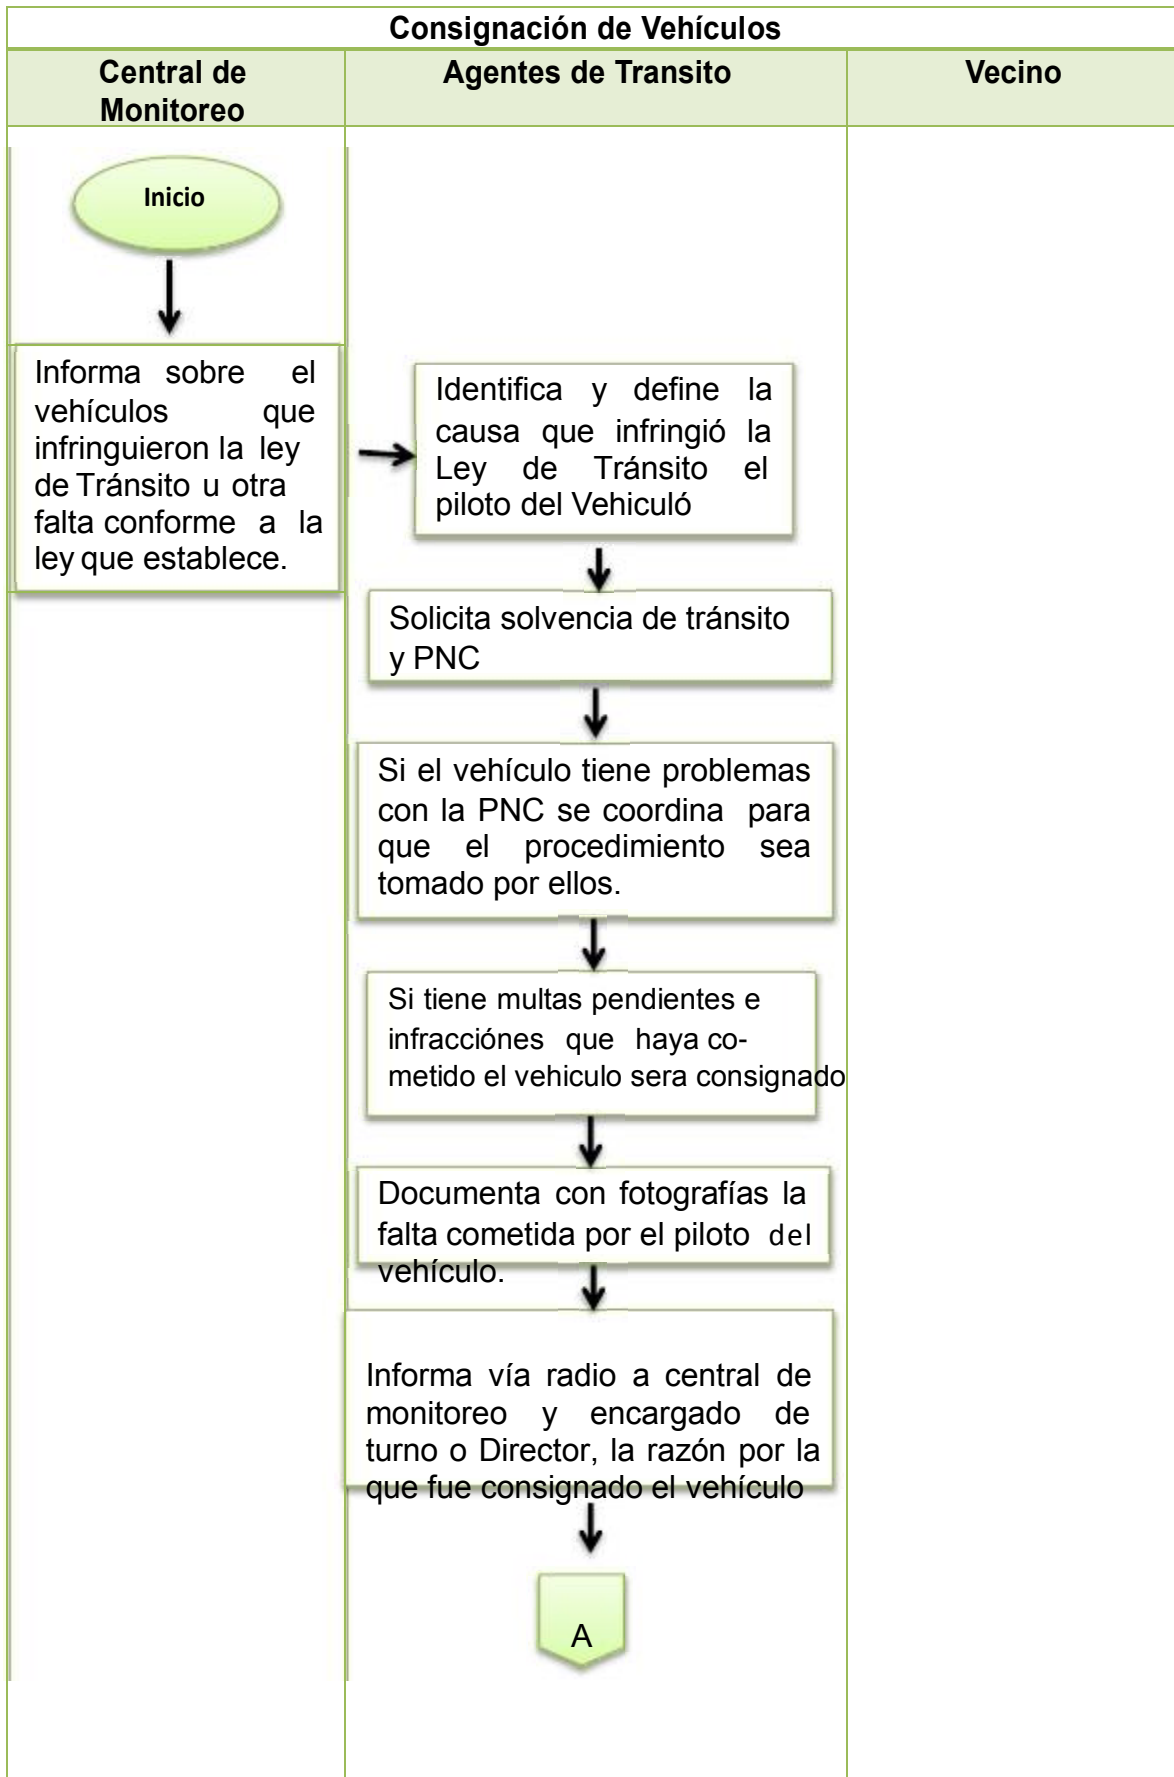 Consignación de Vehículos
Central de
Monitoreo
Agentes de Transito
Vecino
Inicio
Informa sobre el
vehículos que
infringuieron la ley
de Tránsito u otra
falta conforme a la
ley que establece.
Identifica y define la
causa que infringió la
Ley de Tránsito el
piloto del Vehiculó
Solicita solvencia de tránsito
y PNC
Si el vehículo tiene problemas
con la PNC se coordina para
que el procedimiento sea
tomado por ellos.
Si tiene multas pendientes e
infracciónes que haya co-
metido el vehiculo sera consignado
Documenta con fotografías la
falta cometida por el piloto del
vehículo.
Informa vía radio a central de
monitoreo y encargado de
turno o Director, la razón por la
que fue consignado el vehículo
A